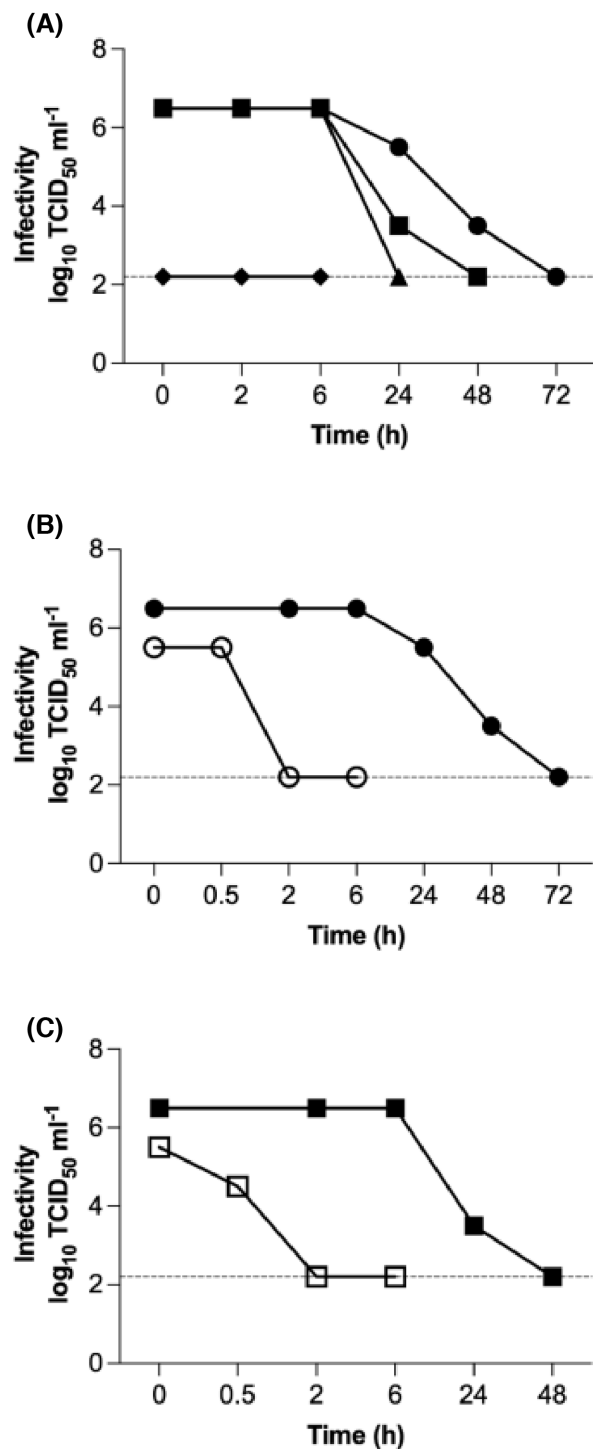 (A)
8
6
4
2
0
Infectivity
log₁₀ TCID₅₀ ml⁻¹
0 2 6 24 48 72
Time (h)
(B)
8
6
4
2
0
Infectivity
log₁₀ TCID₅₀ ml⁻¹
0 0.5 2 6 24 48 72
Time (h)
(C)
8
6
4
2
0
Infectivity
log₁₀ TCID₅₀ ml⁻¹
0 0.5 2 6 24 48
Time (h)